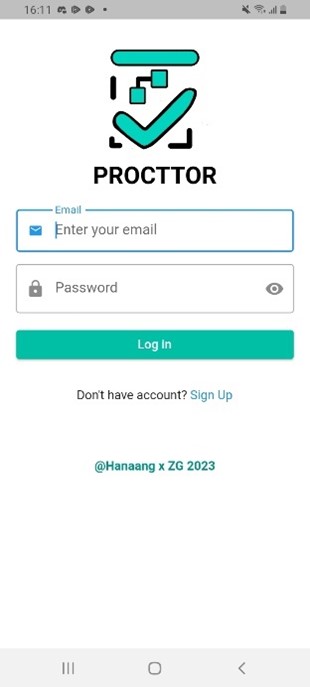 16:11
PROCTTOR
Email
Enter your email
Password
Log in
Don't have account? Sign Up
@Hanaang x ZG 2023